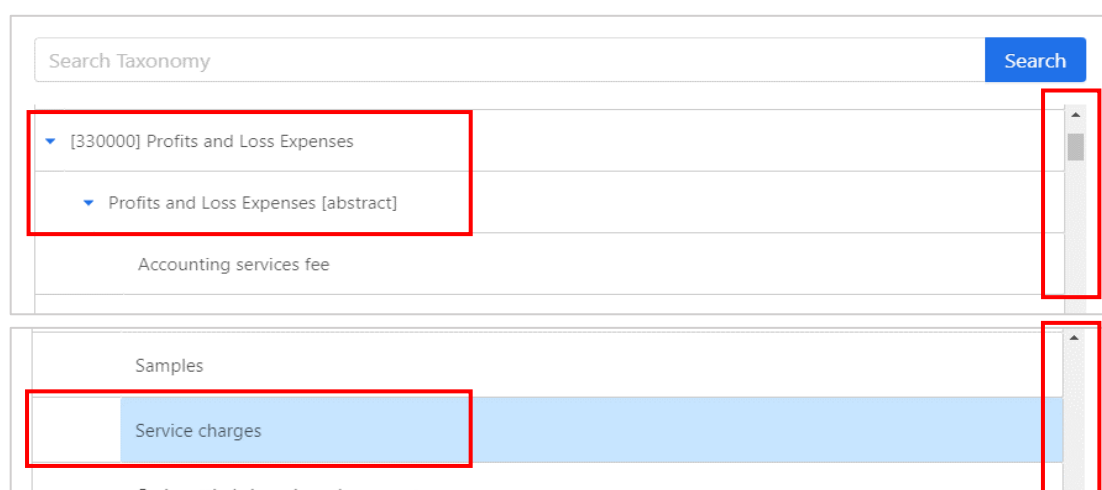 Search Taxonomy
Search
[330000] Profits and Loss Expenses
Profits and Loss Expenses [abstract]
Accounting services fee
Samples
Service charges